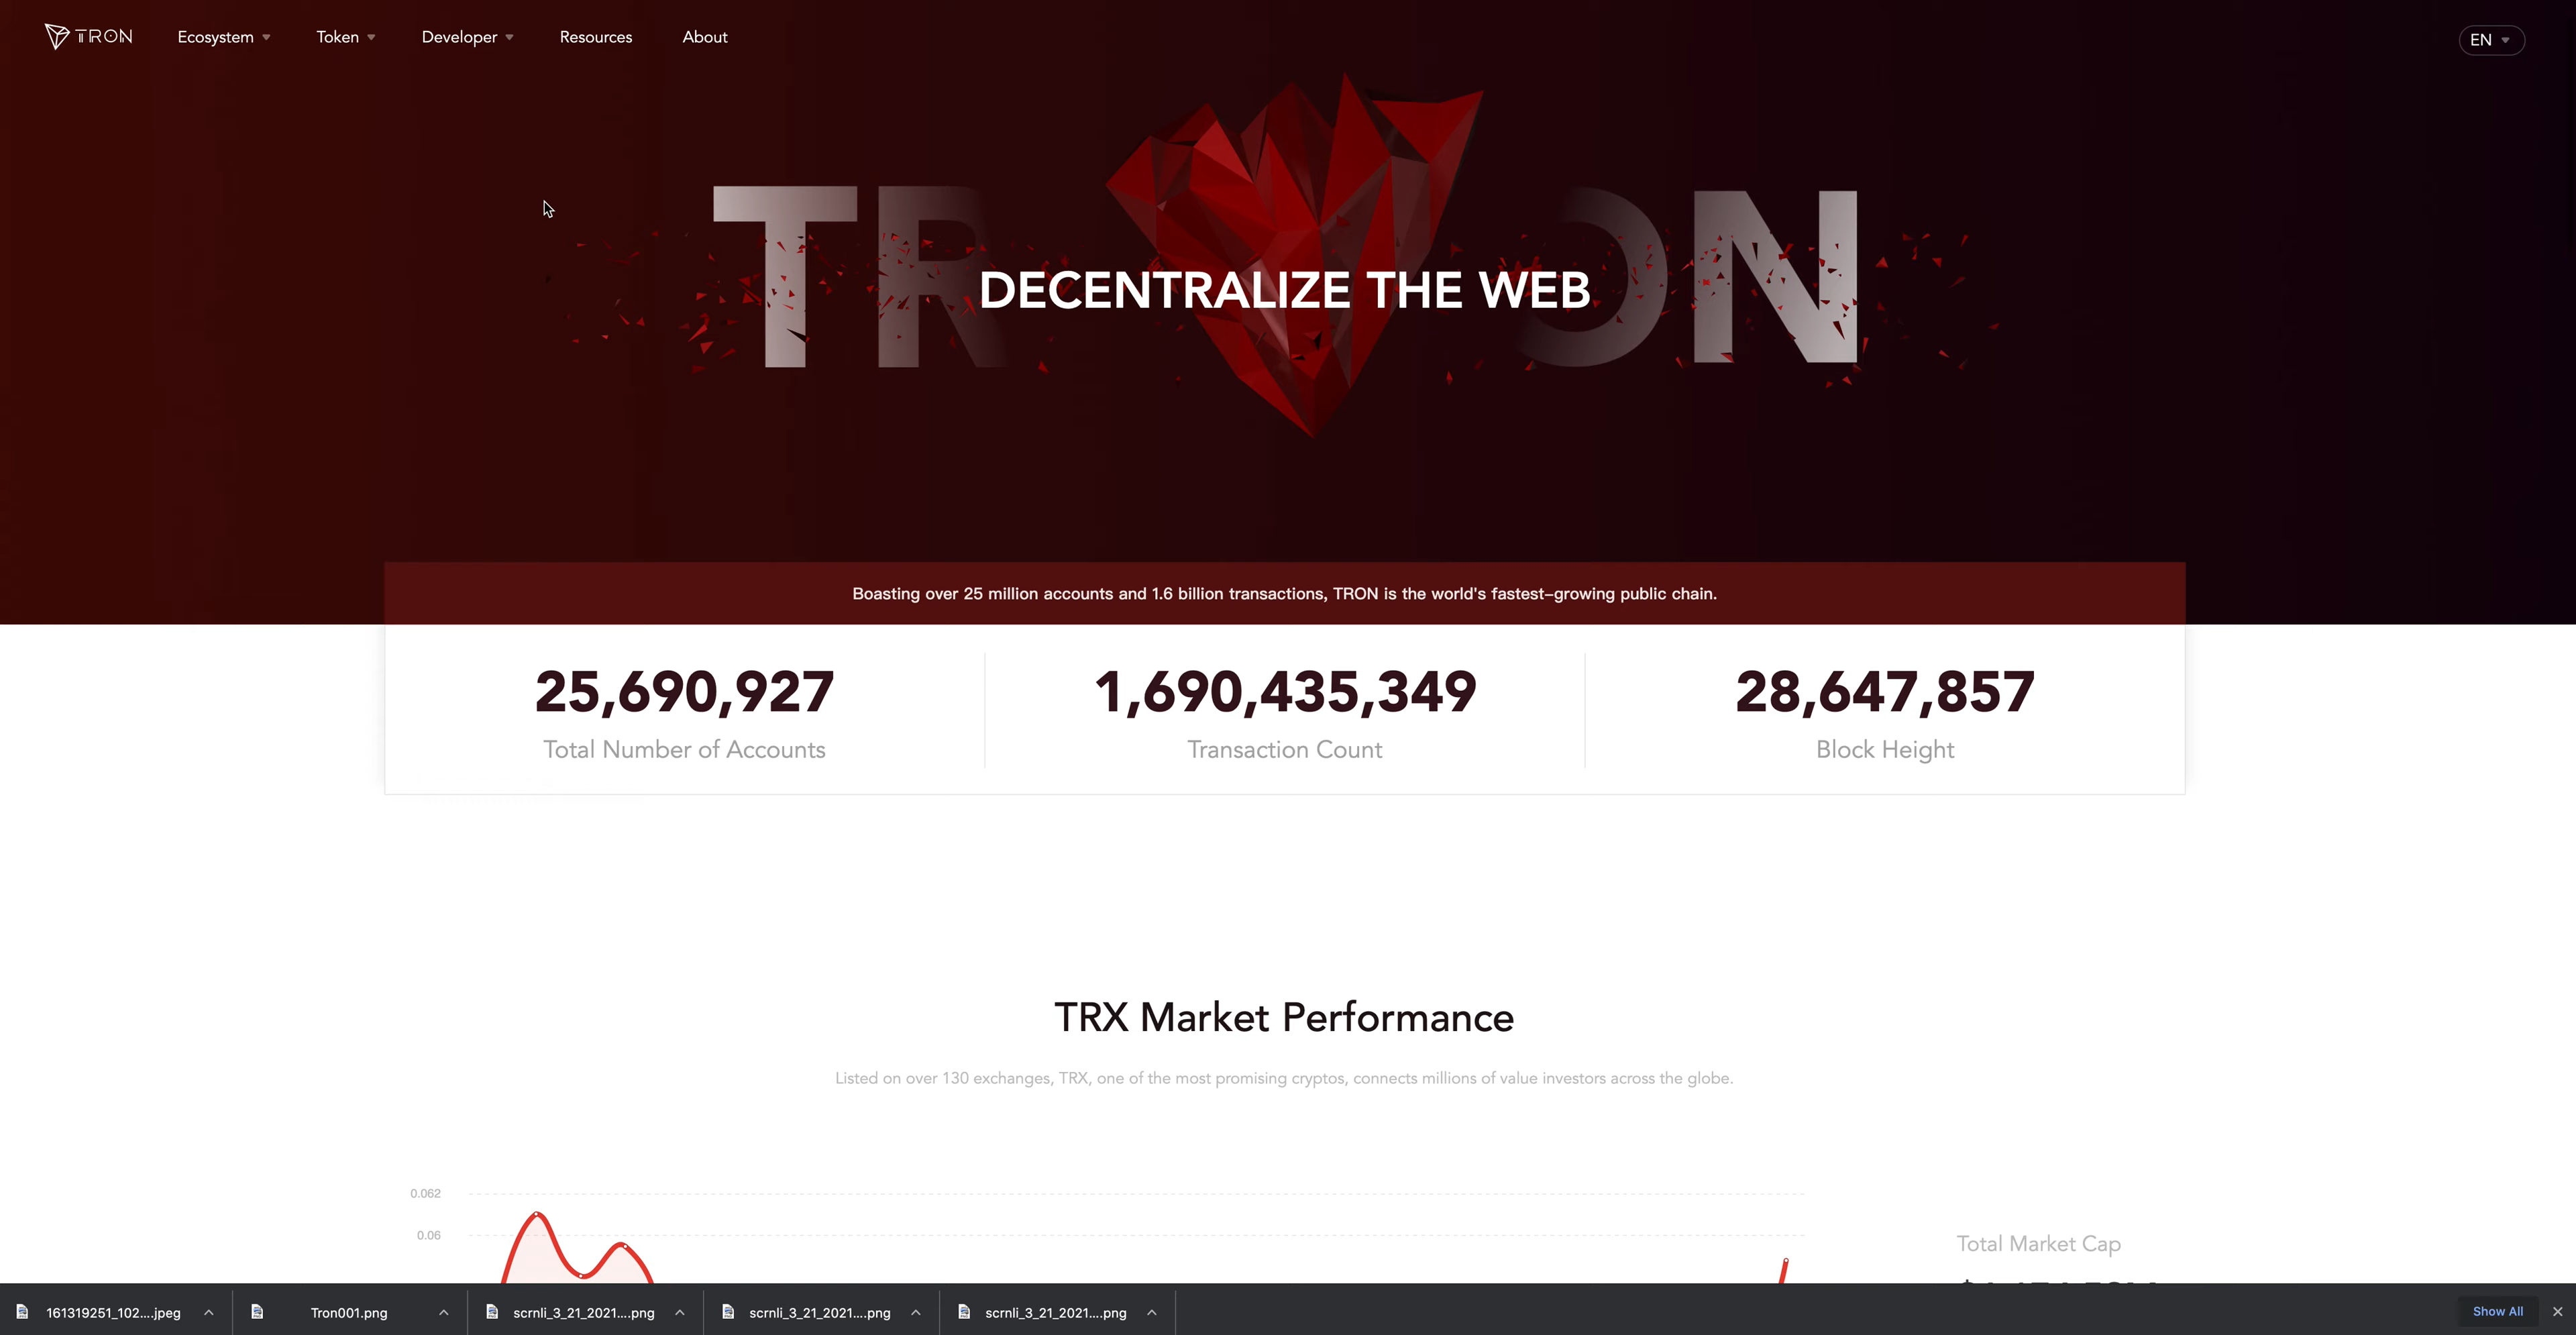 TRON
Ecosystem
Token
Developer
Resources
About
EN
TRON
DECENTRALIZE THE WEB
Boasting over 25 million accounts and 1.6 billion transactions, TRON is the world's fastest-growing public chain.
25,690,927
Total Number of Accounts
1,690,435,349
Transaction Count
28,647,857
Block Height
TRX Market Performance
Listed on over 130 exchanges, TRX, one of the most promising cryptos, connects millions of value investors across the globe.
0.062
0.06
Total Market Cap
161319251_102....jpeg
Tron001.png
scrnli_3_21_2021....png
scrnli_3_21_2021....png
scrnli_3_21_2021....png
Show All